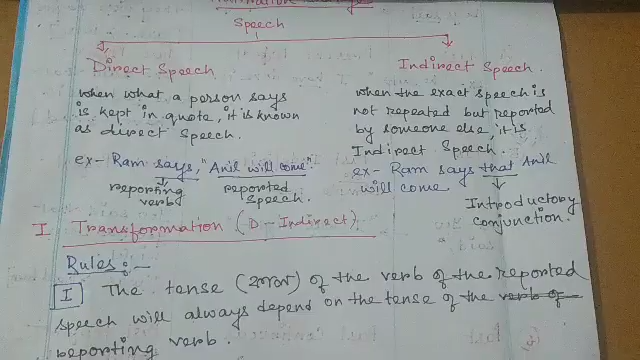 Speech
Direct Speech
when what a person says
is kept in quote, it is known
as direct speech.
ex- Ram says, "Anil will come".
reporting verb
reported speech
Indirect Speech.
when the exact speech is
not repeated but reported
by someone else, it is
Indirect Speech.
ex- Ram says that Anil
will come
Introductory
conjunction.
I. Transformation (D - Indirect)
Rules:-
I The tense (काल) of the verb of the reported
speech will always depend on the tense of the verb of
reporting verb.